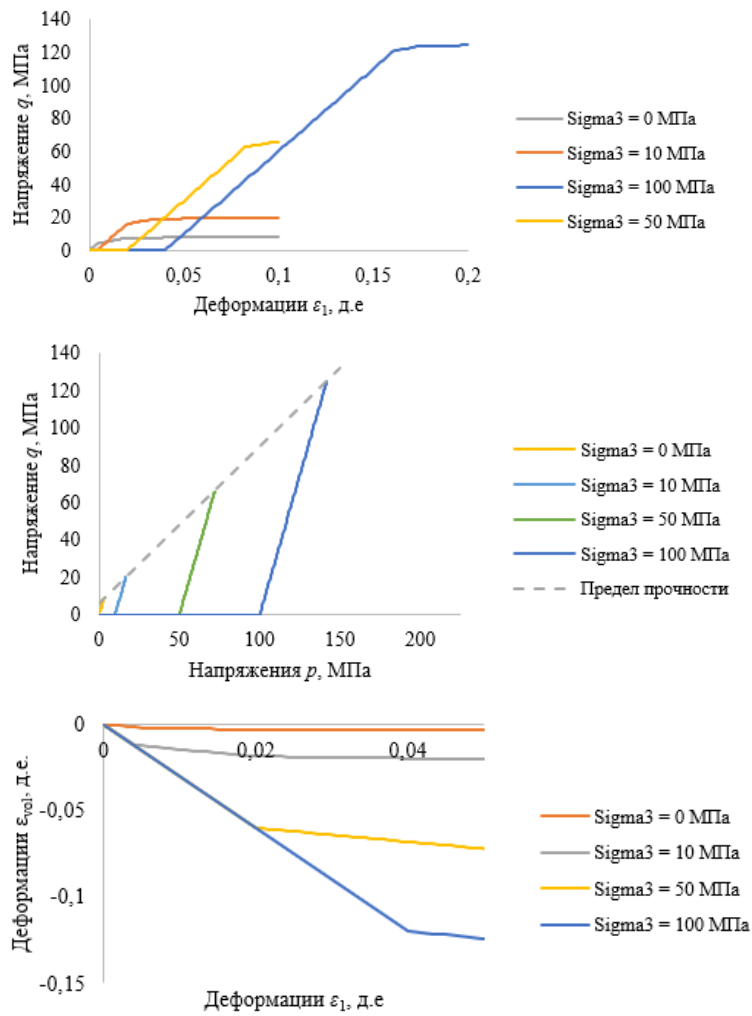 140
120
100
80
60
40
20
0
Напряжение q, МПа
0 0,05 0,1 0,15 0,2
Деформации ε₁, д.е
Sigma3 = 0 МПа
Sigma3 = 10 МПа
Sigma3 = 100 МПа
Sigma3 = 50 МПа
140
120
100
80
60
40
20
0
Напряжение q, МПа
0 50 100 150 200
Напряжения p, МПа
Sigma3 = 0 МПа
Sigma3 = 10 МПа
Sigma3 = 50 МПа
Sigma3 = 100 МПа
Предел прочности
0
-0,05
-0,1
-0,15
Деформации εvol, д.е.
0 0,02 0,04
Деформации ε₁, д.е
Sigma3 = 0 МПа
Sigma3 = 10 МПа
Sigma3 = 50 МПа
Sigma3 = 100 МПа